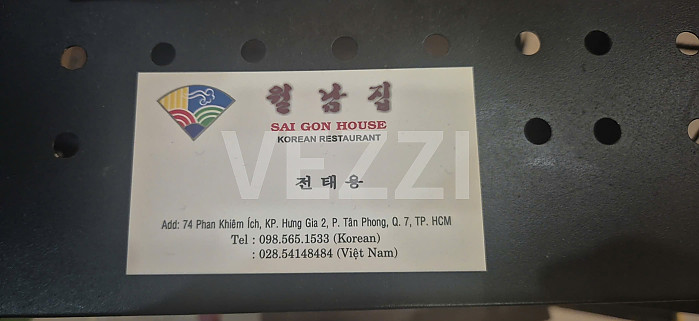 월남집
SAI GON HOUSE
KOREAN RESTAURANT
VEZZI
전태용
Add: 74 Phan Khiêm Ích, KP. Hưng Gia 2, P. Tân Phong, Q. 7, TP. HCM
Tel : 098.565.1533 (Korean)
: 028.54148484 (Việt Nam)